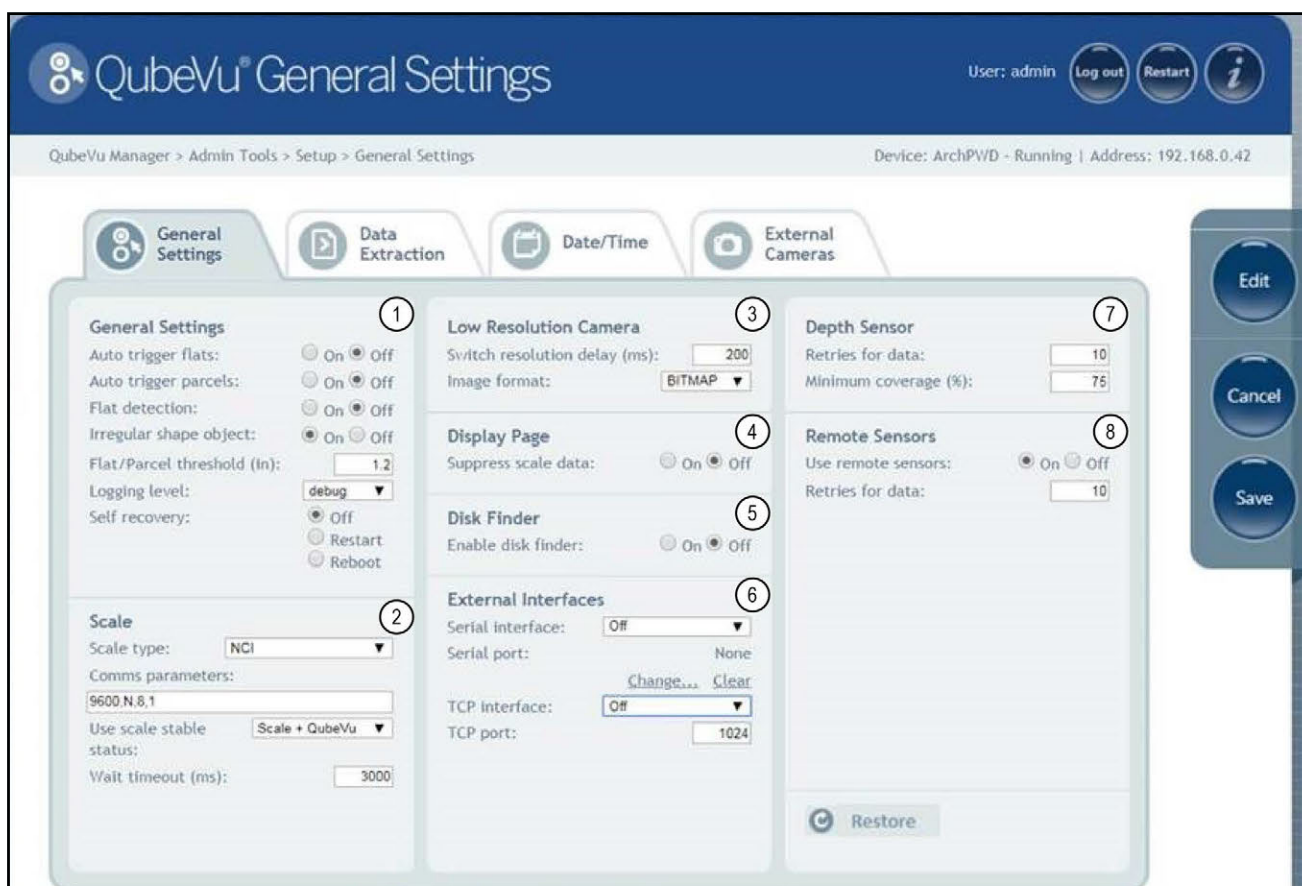 QubeVu® General Settings
User: admin
Log out
Restart
i
QubeVu Manager > Admin Tools > Setup > General Settings
Device: ArchPWD - Running | Address: 192.168.0.42
General Settings
Data Extraction
Date/Time
External Cameras
Edit
Cancel
Save
General Settings 1
Auto trigger flats: On Off
Auto trigger parcels: On Off
Flat detection: On Off
Irregular shape object: On Off
Flat/Parcel threshold (in): 1.2
Logging level: debug
Self recovery: Off
Restart
Reboot
Scale 2
Scale type: NCI
Comms parameters:
9600,N,8,1
Use scale stable status: Scale + QubeVu
Wait timeout (ms): 3000
Low Resolution Camera 3
Switch resolution delay (ms): 200
Image format: BITMAP
Display Page 4
Suppress scale data: On Off
Disk Finder 5
Enable disk finder: On Off
External Interfaces 6
Serial interface: Off
Serial port: None
Change... Clear
TCP interface: Off
TCP port: 1024
Depth Sensor 7
Retries for data: 10
Minimum coverage (%): 75
Remote Sensors 8
Use remote sensors: On Off
Retries for data: 10
Restore